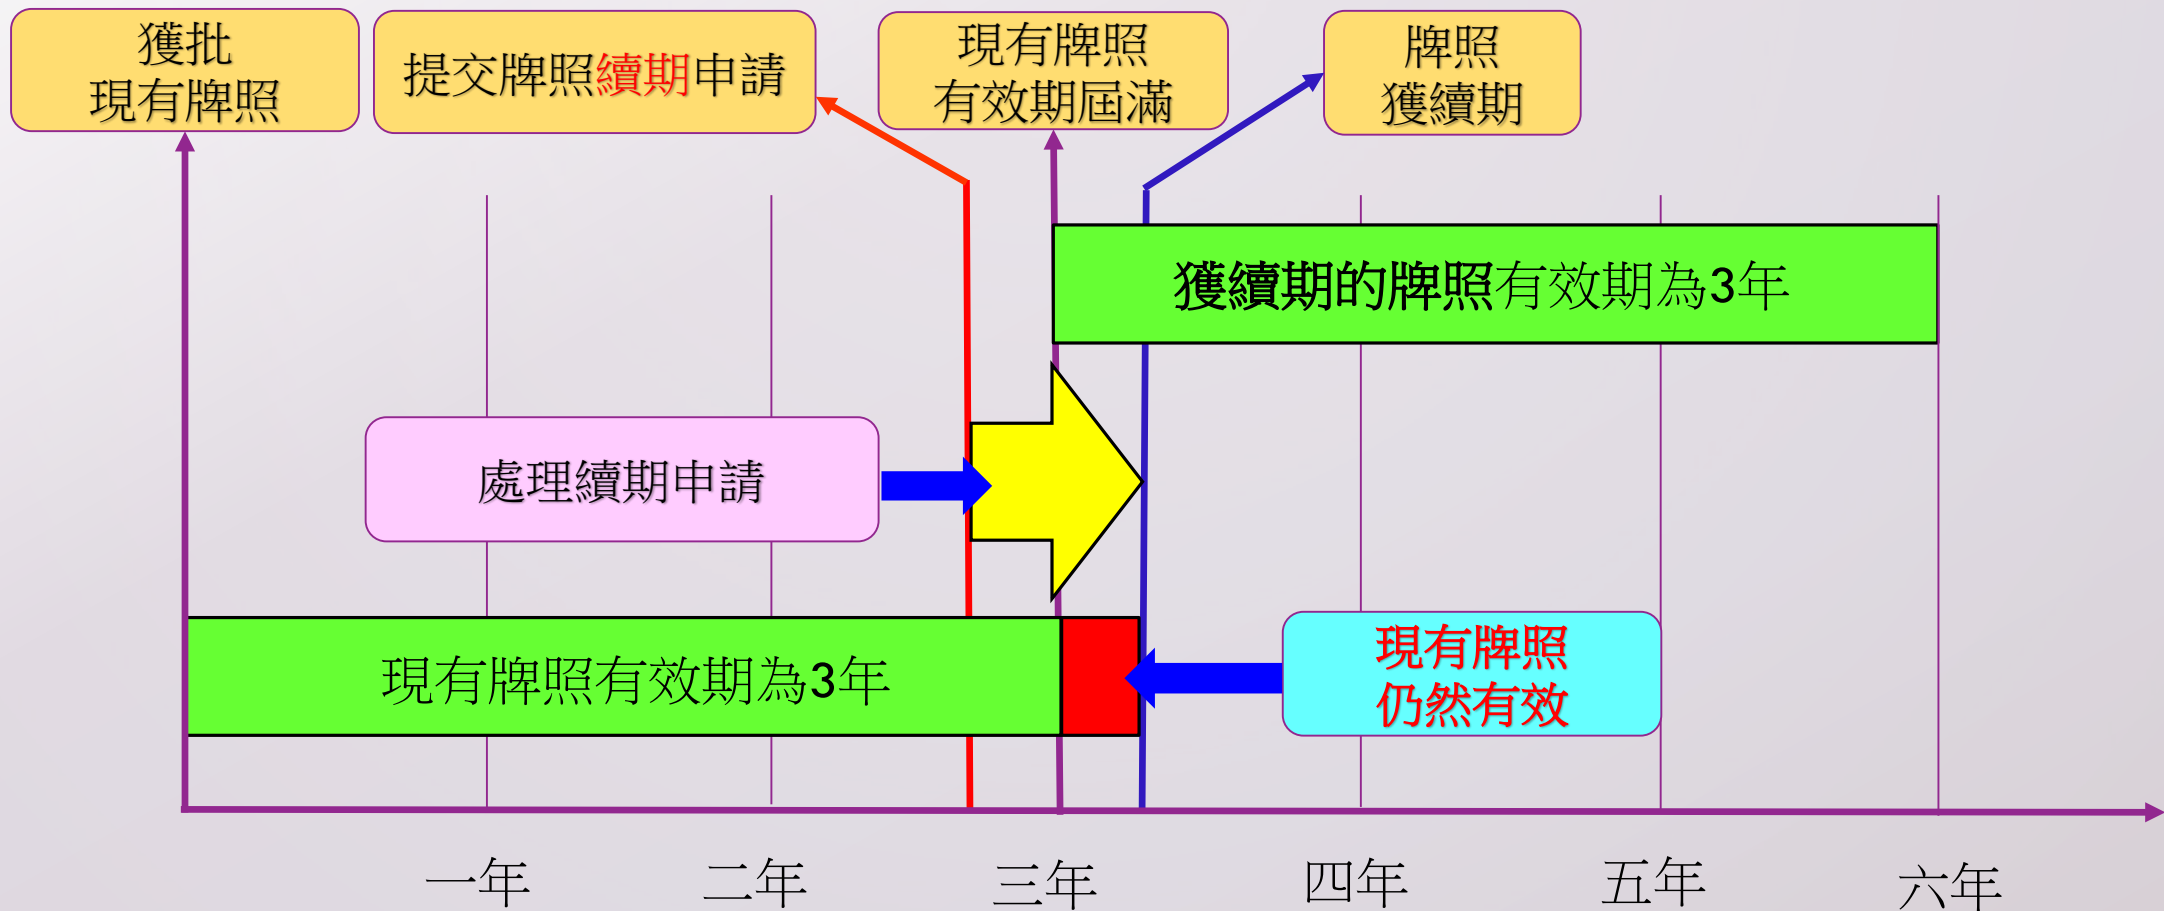 獲批
現有牌照
提交牌照續期申請
現有牌照
有效期屆滿
牌照
獲續期
獲續期的牌照有效期為3年
處理續期申請
現有牌照有效期為3年
現有牌照
仍然有效
一年
二年
三年
四年
五年
六年